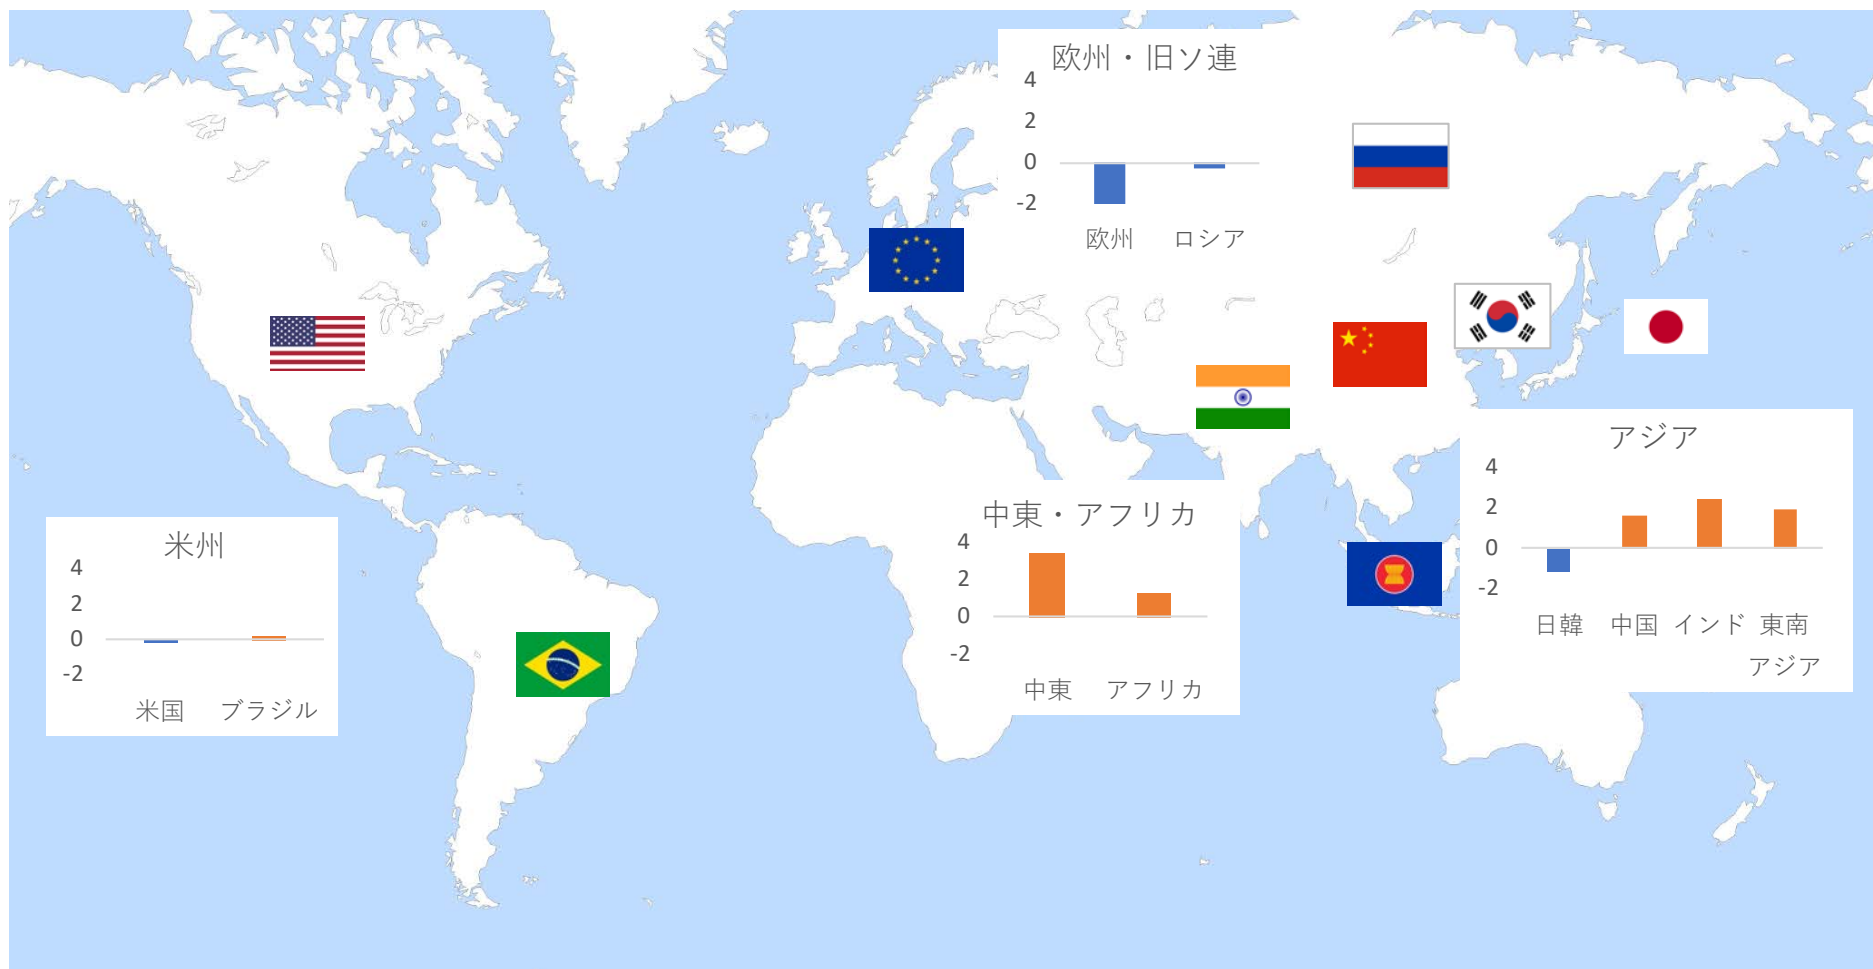 欧州・旧ソ連
4
2
0
-2
欧州 ロシア
アジア
4
2
0
-2
日韓 中国 インド 東南
アジア
中東・アフリカ
4
2
0
-2
中東 アフリカ
米州
4
2
0
-2
米国 ブラジル